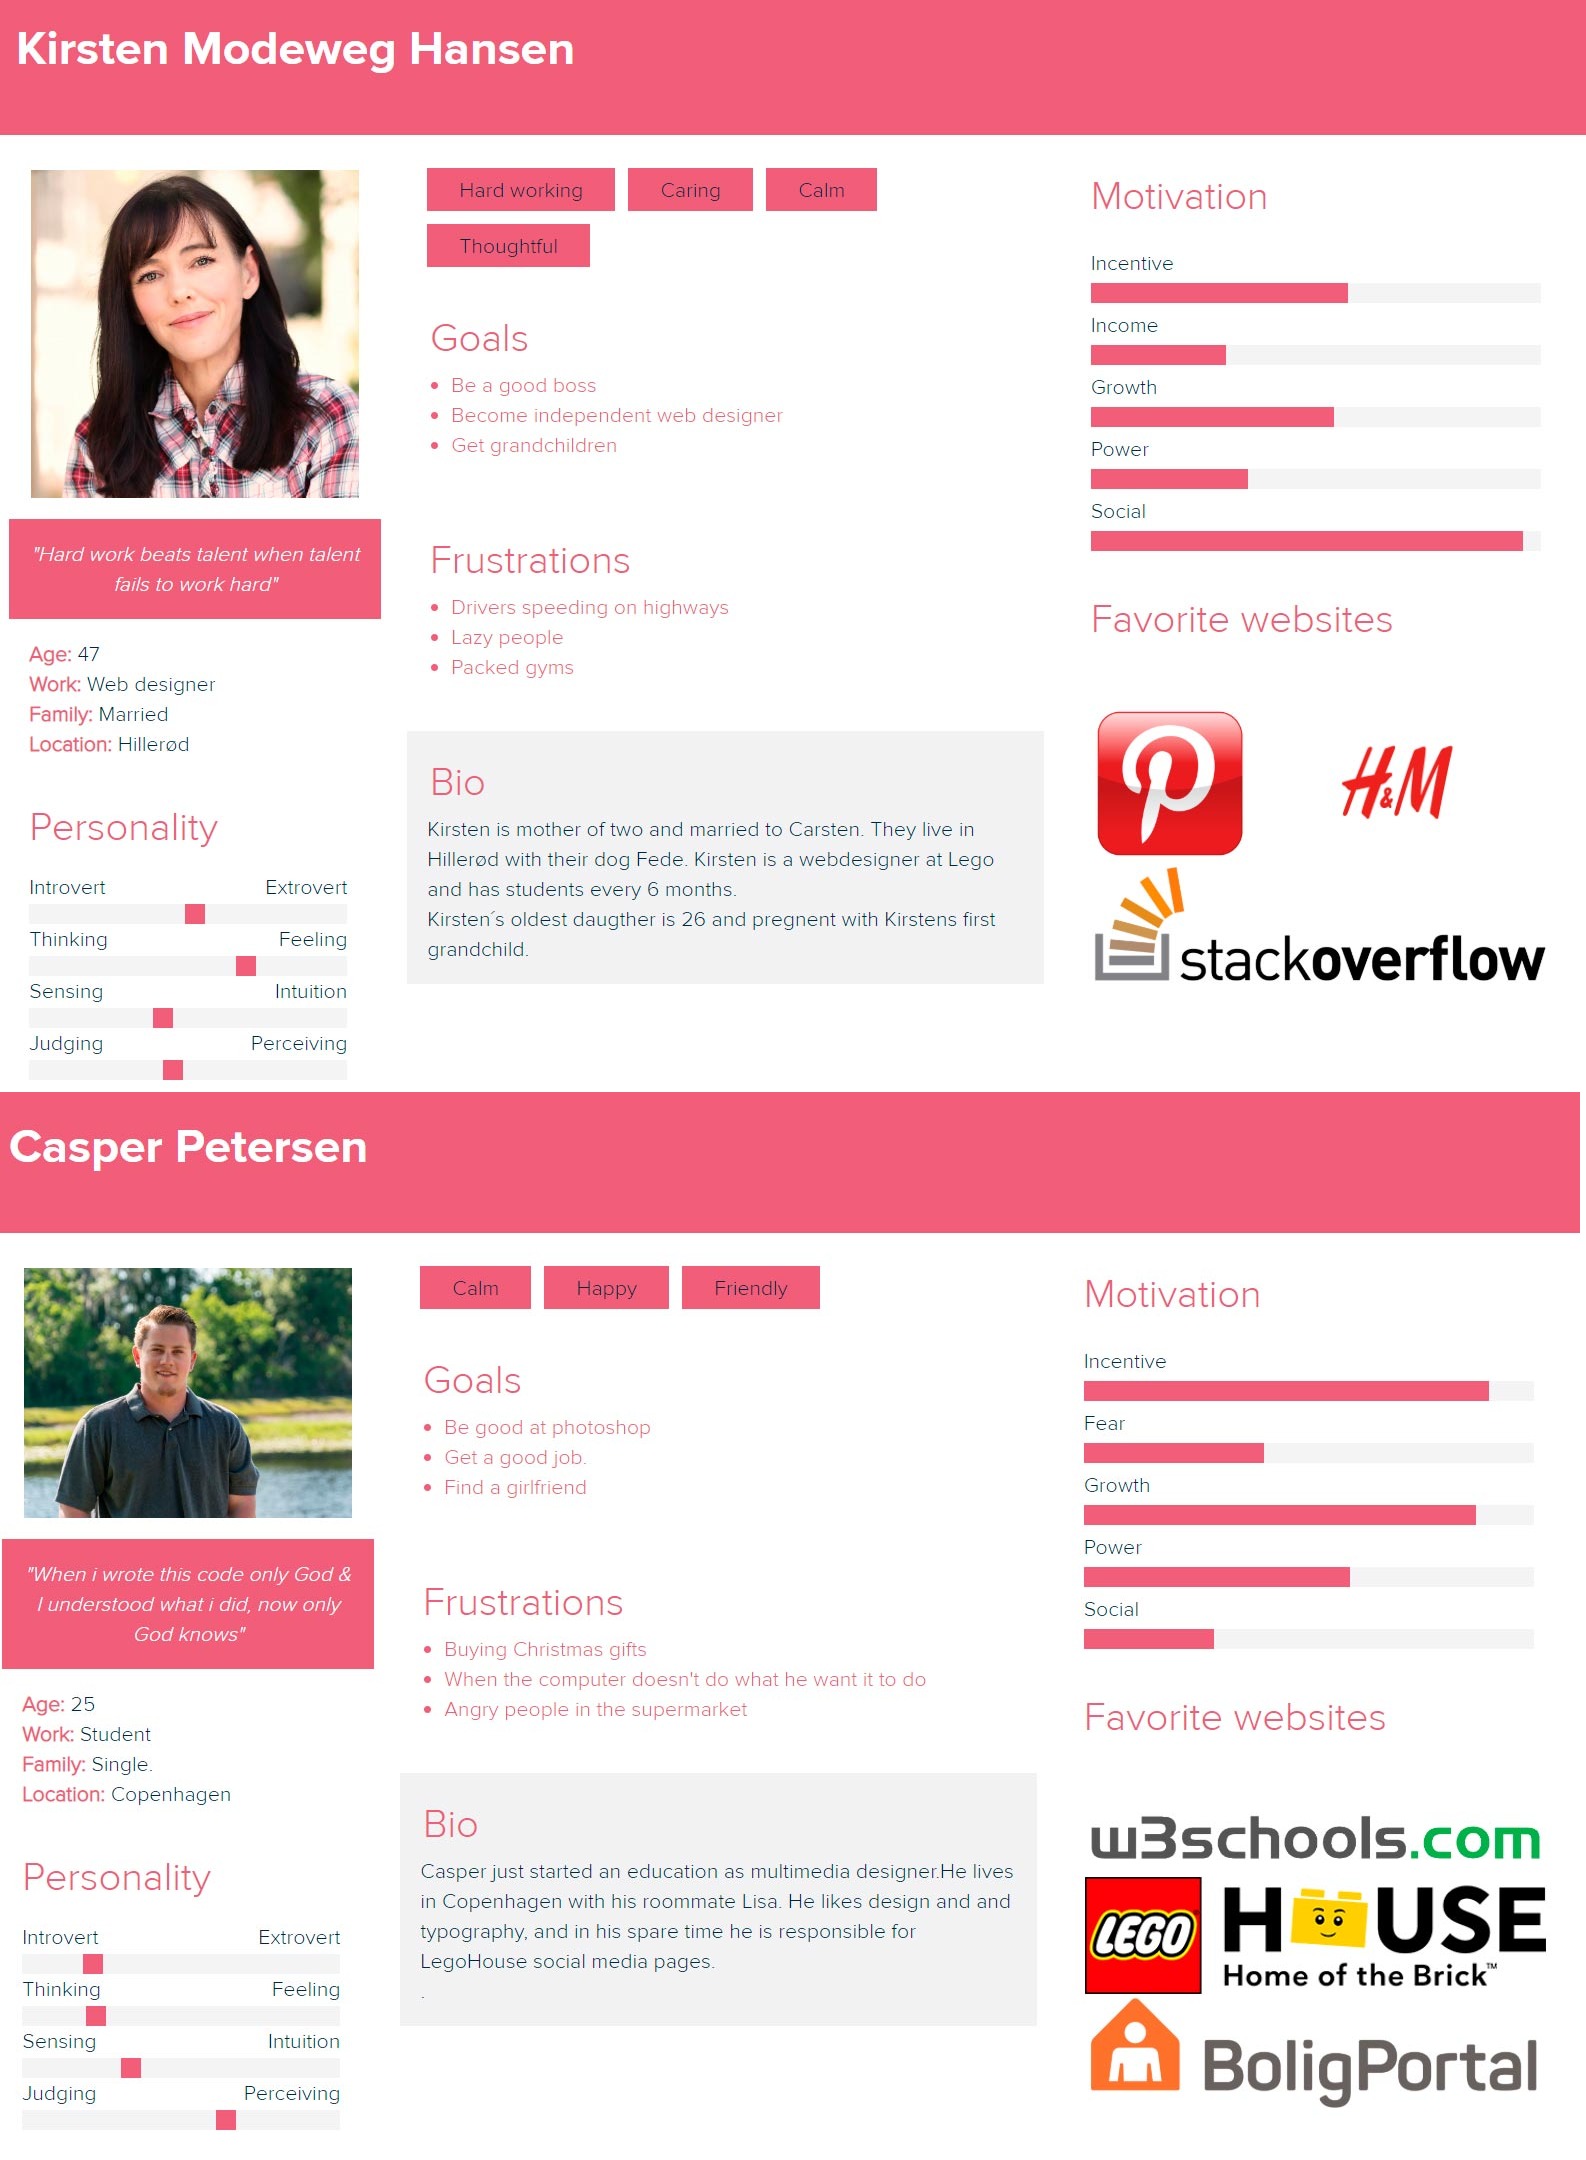 Kirsten Modeweg Hansen
"Hard work beats talent when talent
fails to work hard"
Age: 47
Work: Web designer
Family: Married
Location: Hillerød
Personality
Introvert Extrovert
Thinking Feeling
Sensing Intuition
Judging Perceiving
Hard working Caring Calm
Thoughtful
Goals
Be a good boss
Become independent web designer
Get grandchildren
Frustrations
Drivers speeding on highways
Lazy people
Packed gyms
Bio
Kirsten is mother of two and married to Carsten. They live in
Hillerød with their dog Fede. Kirsten is a webdesigner at Lego
and has students every 6 months.
Kirsten´s oldest daugther is 26 and pregnent with Kirstens first
grandchild.
Motivation
Incentive
Income
Growth
Power
Social
Favorite websites
H&M
stackoverflow
Casper Petersen
"When i wrote this code only God &
I understood what i did, now only
God knows"
Age: 25
Work: Student
Family: Single.
Location: Copenhagen
Personality
Introvert Extrovert
Thinking Feeling
Sensing Intuition
Judging Perceiving
Calm Happy Friendly
Goals
Be good at photoshop
Get a good job.
Find a girlfriend
Frustrations
Buying Christmas gifts
When the computer doesn't do what he want it to do
Angry people in the supermarket
Bio
Casper just started an education as multimedia designer.He lives
in Copenhagen with his roommate Lisa. He likes design and and
typography, and in his spare time he is responsible for
LegoHouse social media pages.
.
Motivation
Incentive
Fear
Growth
Power
Social
Favorite websites
w3schools.com
LEGO HOUSE
Home of the Brick™
BoligPortal